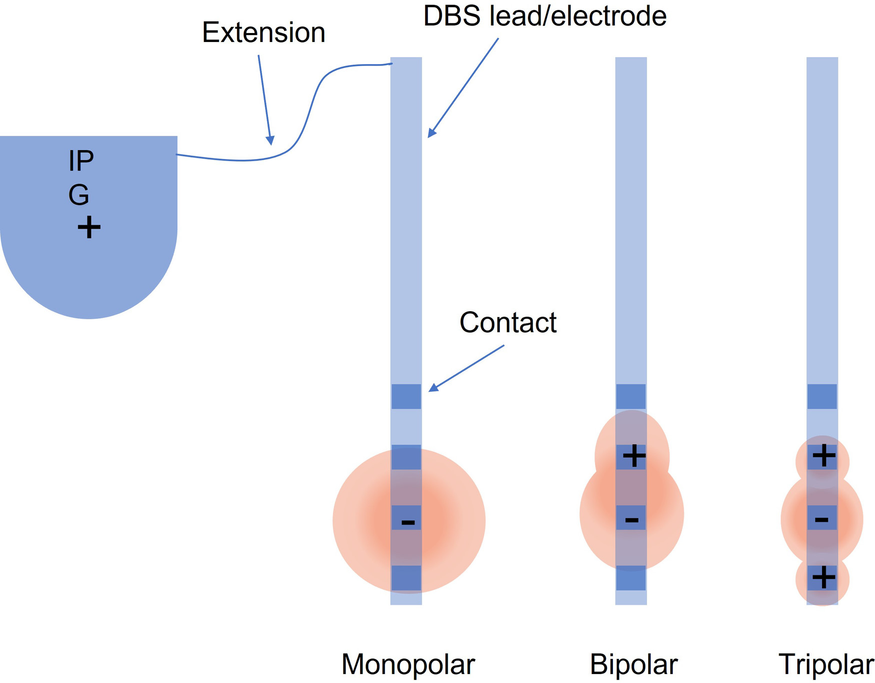 Extension
DBS lead/electrode
IP
G
+
Contact
+
+
-
-
-
+
Monopolar
Bipolar
Tripolar